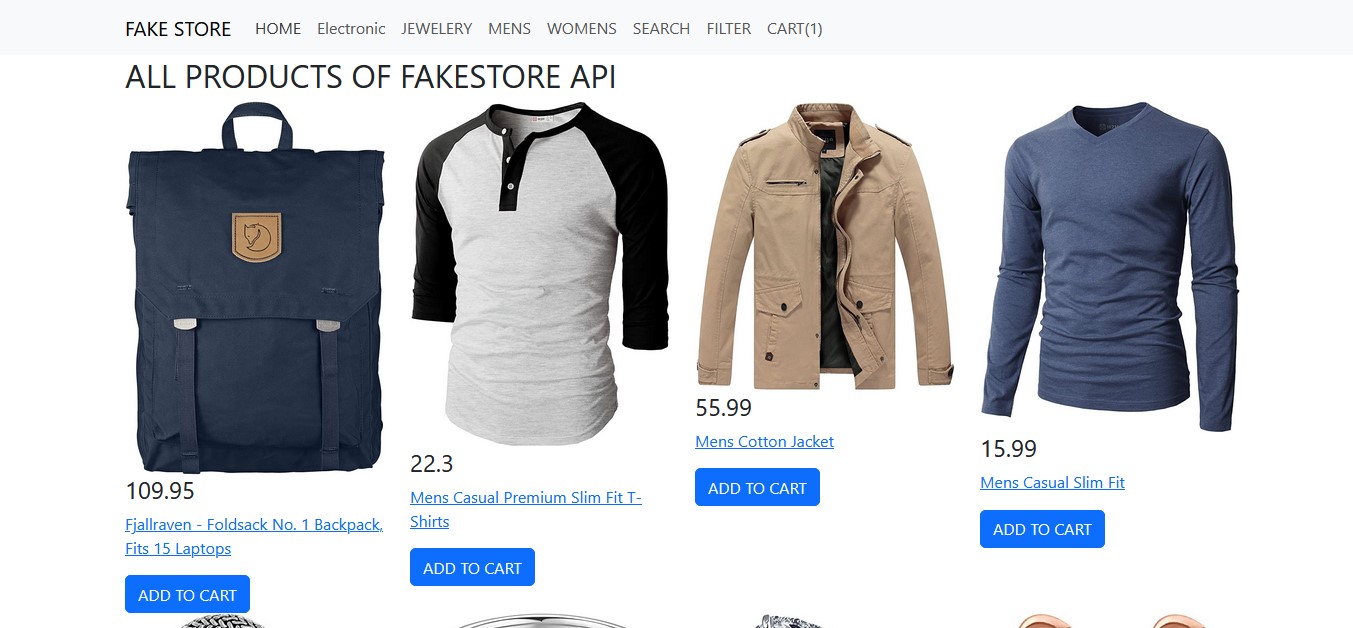 FAKE STORE HOME Electronic JEWELERY MENS WOMENS SEARCH FILTER CART(1)
ALL PRODUCTS OF FAKESTORE API
109.95
Fjallraven - Foldsack No. 1 Backpack,
Fits 15 Laptops
ADD TO CART
22.3
Mens Casual Premium Slim Fit T-
Shirts
ADD TO CART
55.99
Mens Cotton Jacket
ADD TO CART
15.99
Mens Casual Slim Fit
ADD TO CART